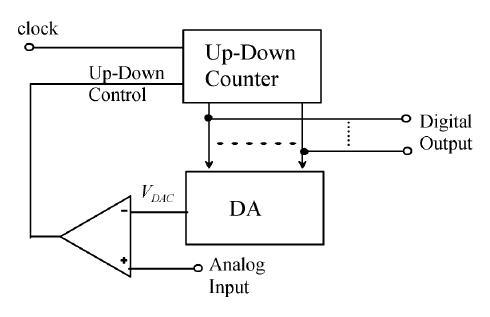 clock
Up-Down
Counter
Up-Down
Control
Digital
Output
V_DAC
DA
-
+
Analog
Input